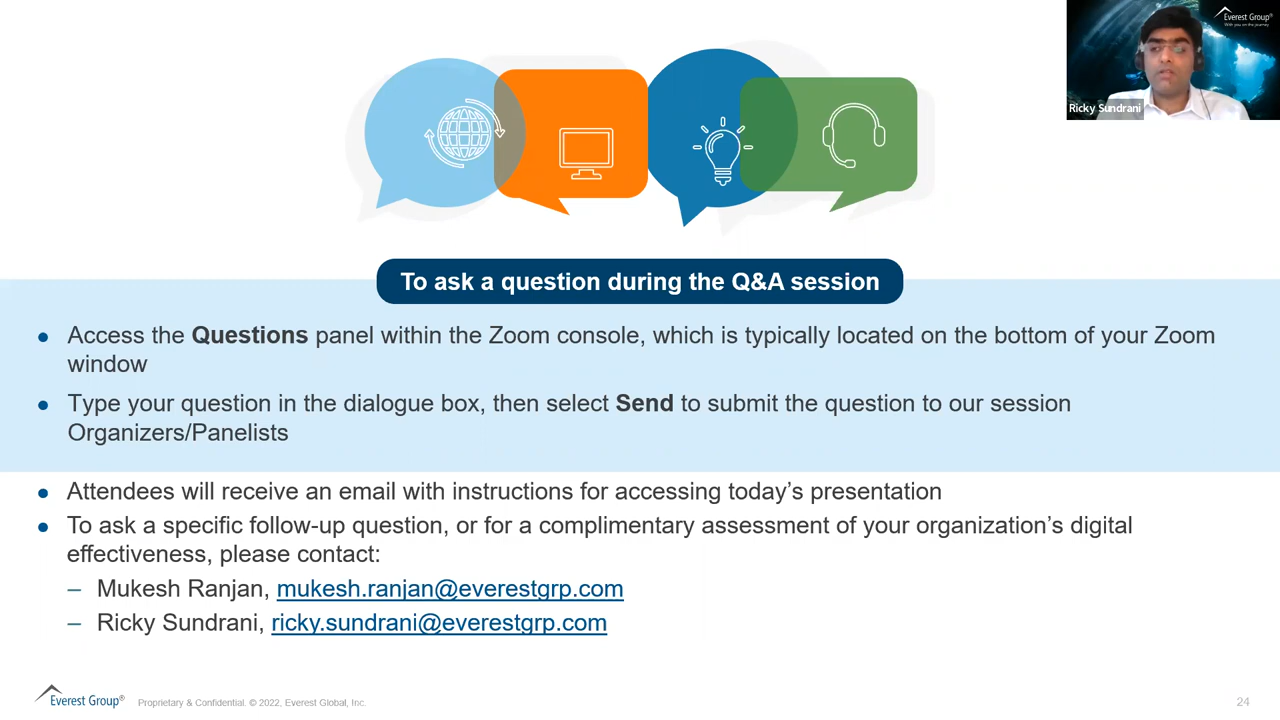 Everest Group®
With you on the journey
Ricky Sundrani
To ask a question during the Q&A session
● Access the Questions panel within the Zoom console, which is typically located on the bottom of your Zoom
window
● Type your question in the dialogue box, then select Send to submit the question to our session
Organizers/Panelists
● Attendees will receive an email with instructions for accessing today’s presentation
● To ask a specific follow-up question, or for a complimentary assessment of your organization’s digital
effectiveness, please contact:
– Mukesh Ranjan, mukesh.ranjan@everestgrp.com
– Ricky Sundrani, ricky.sundrani@everestgrp.com
Everest Group® Proprietary & Confidential. © 2022, Everest Global, Inc. 24